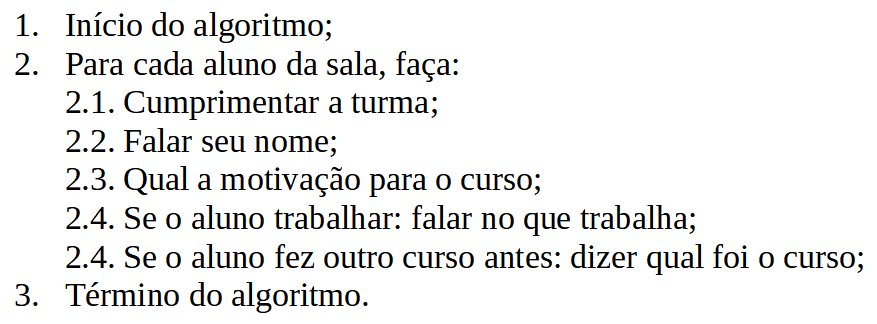 1. Início do algoritmo;
2. Para cada aluno da sala, faça:
2.1. Cumprimentar a turma;
2.2. Falar seu nome;
2.3. Qual a motivação para o curso;
2.4. Se o aluno trabalhar: falar no que trabalha;
2.4. Se o aluno fez outro curso antes: dizer qual foi o curso;
3. Término do algoritmo.